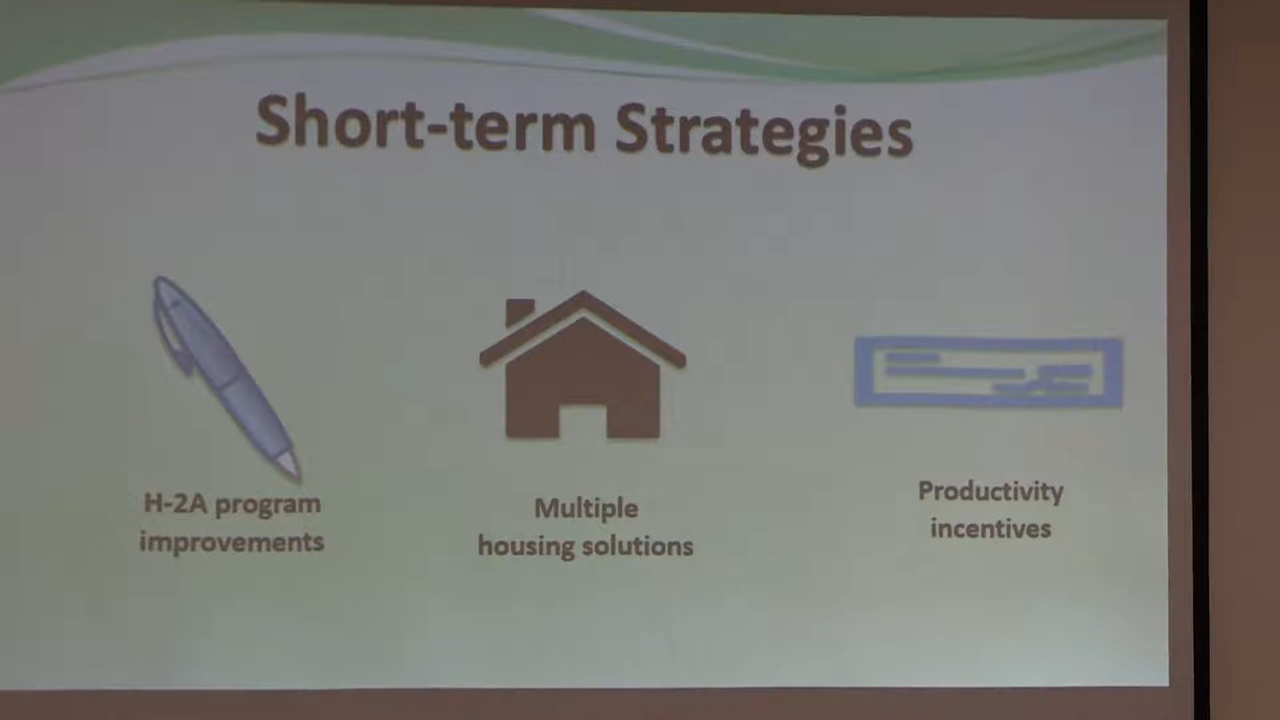 Short-term Strategies
H-2A program
improvements
Multiple
housing solutions
Productivity
incentives